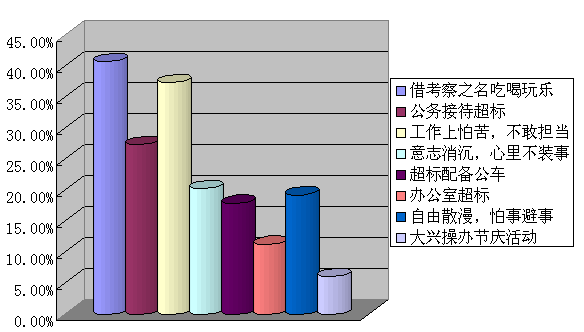 45.00%
40.00%
35.00%
30.00%
25.00%
20.00%
15.00%
10.00%
5.00%
0.00%
借考察之名吃喝玩乐
公务接待超标
工作上怕苦，不敢担当
意志消沉，心里不装事
超标配备公车
办公室超标
自由散漫，怕事避事
大兴操办节庆活动